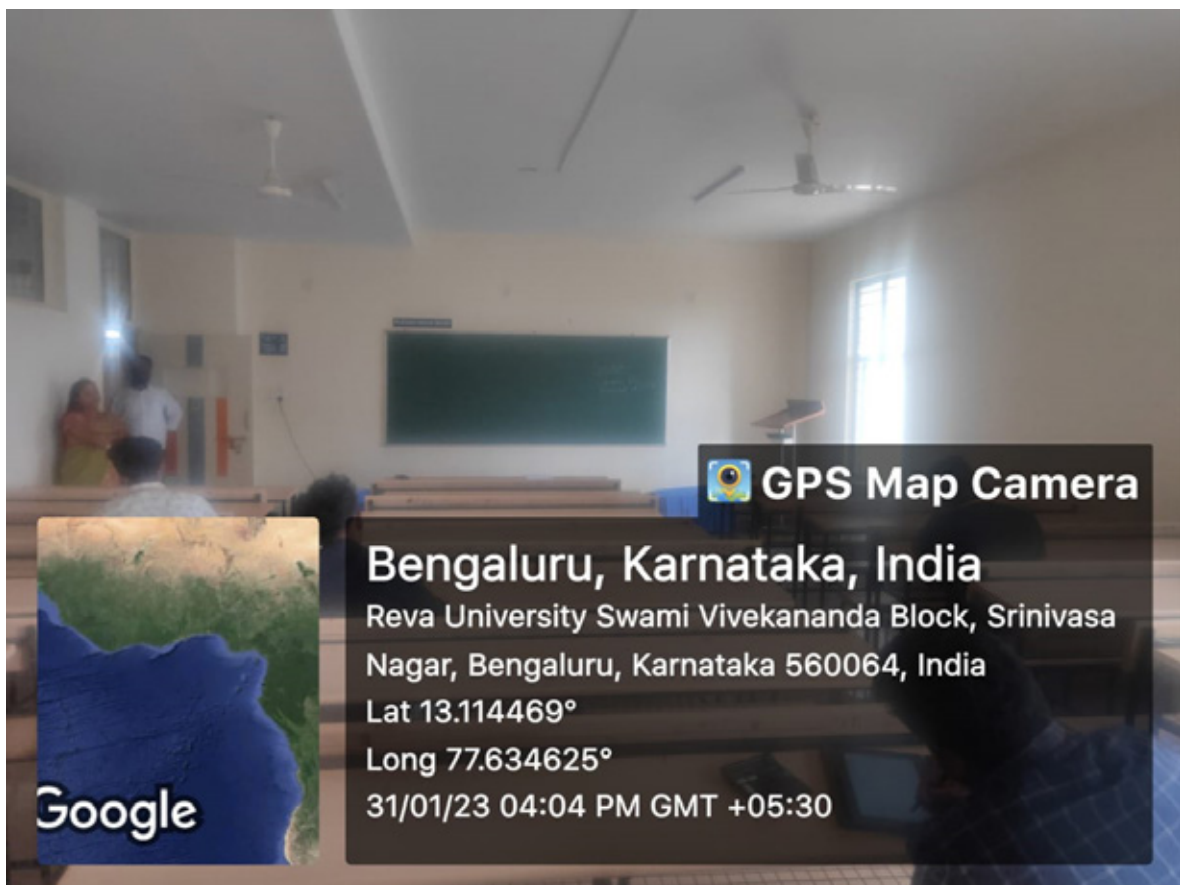 GPS Map Camera
Bengaluru, Karnataka, India
Reva University Swami Vivekananda Block, Srinivasa
Nagar, Bengaluru, Karnataka 560064, India
Lat 13.114469°
Long 77.634625°
31/01/23 04:04 PM GMT +05:30
Google